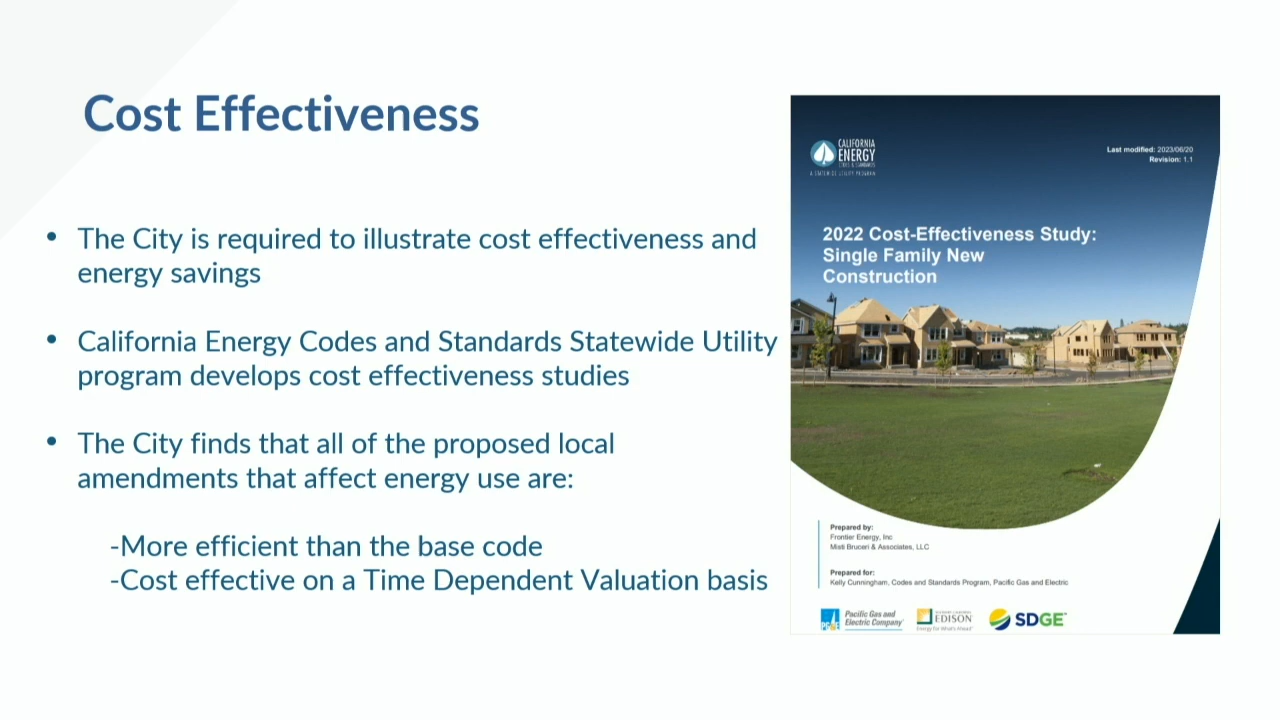 Cost Effectiveness
• The City is required to illustrate cost effectiveness and
energy savings
• California Energy Codes and Standards Statewide Utility
program develops cost effectiveness studies
• The City finds that all of the proposed local
amendments that affect energy use are:
-More efficient than the base code
-Cost effective on a Time Dependent Valuation basis
CALIFORNIA
ENERGY
CODES & STANDARDS
A STATEWIDE UTILITY PROGRAM
Last modified: 2023/06/20
Revision: 1.1
2022 Cost-Effectiveness Study:
Single Family New
Construction
Prepared by:
Frontier Energy, Inc
Misti Bruceri & Associates, LLC
Prepared for:
Kelly Cunningham, Codes and Standards Program, Pacific Gas and Electric
PG&E
Pacific Gas and
Electric Company
SOUTHERN CALIFORNIA
EDISON
Energy for What's Ahead
SDGE